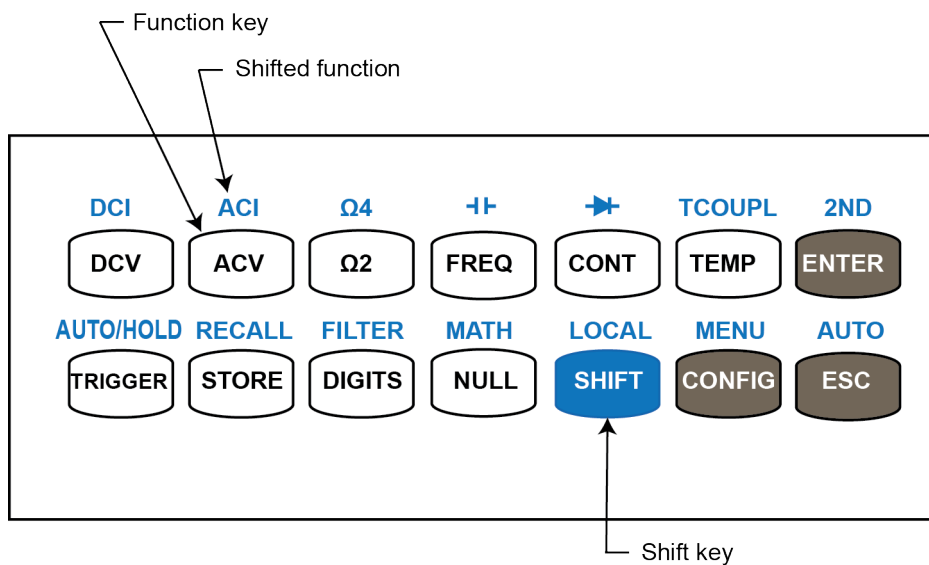 Function key
Shifted function
DCI ACI Ω4 TCOUPL 2ND
DCV ACV Ω2 FREQ CONT TEMP ENTER
AUTO/HOLD RECALL FILTER MATH LOCAL MENU AUTO
TRIGGER STORE DIGITS NULL SHIFT CONFIG ESC
Shift key